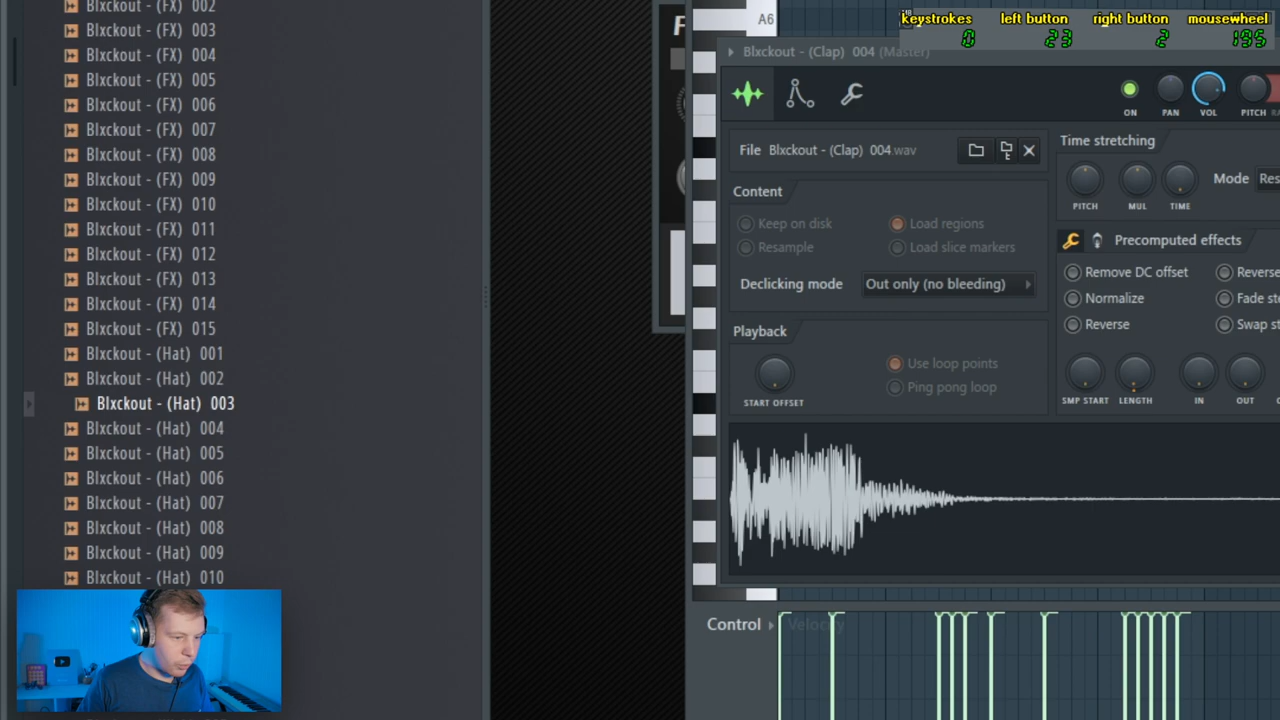 Blxckout - (FX) 002
Blxckout - (FX) 003
Blxckout - (FX) 004
Blxckout - (FX) 005
Blxckout - (FX) 006
Blxckout - (FX) 007
Blxckout - (FX) 008
Blxckout - (FX) 009
Blxckout - (FX) 010
Blxckout - (FX) 011
Blxckout - (FX) 012
Blxckout - (FX) 013
Blxckout - (FX) 014
Blxckout - (FX) 015
Blxckout - (Hat) 001
Blxckout - (Hat) 002
Blxckout - (Hat) 003
Blxckout - (Hat) 004
Blxckout - (Hat) 005
Blxckout - (Hat) 006
Blxckout - (Hat) 007
Blxckout - (Hat) 008
Blxckout - (Hat) 009
Blxckout - (Hat) 010
A6
keystrokes left button right button mousewheel
0 23 2 195
Blxckout - (Clap) 004 (Master)
ON PAN VOL PITCH
File Blxckout - (Clap) 004.wav
Content
Keep on disk Load regions
Resample Load slice markers
Declicking mode Out only (no bleeding)
Playback
Use loop points
Ping pong loop
START OFFSET
Time stretching
PITCH MUL TIME Mode Res
Precomputed effects
Remove DC offset Reverse
Normalize Fade ste
Reverse Swap st
SMP START LENGTH IN OUT
Control Velocity